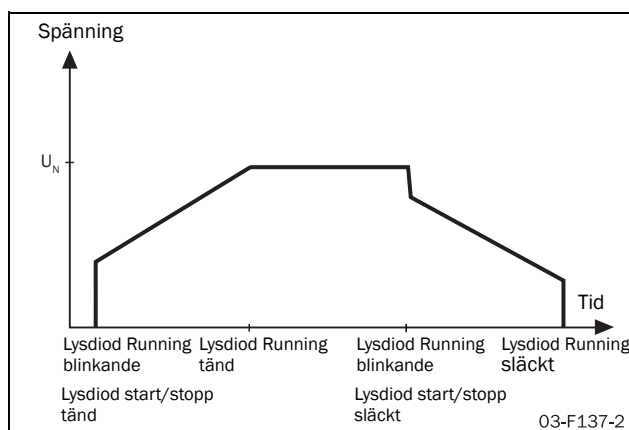 Spänning
U_N
Tid
Lysdiod Running
blinkande
Lysdiod Running
tänd
Lysdiod Running
blinkande
Lysdiod Running
släckt
Lysdiod start/stopp
tänd
Lysdiod start/stopp
släckt
03-F137-2